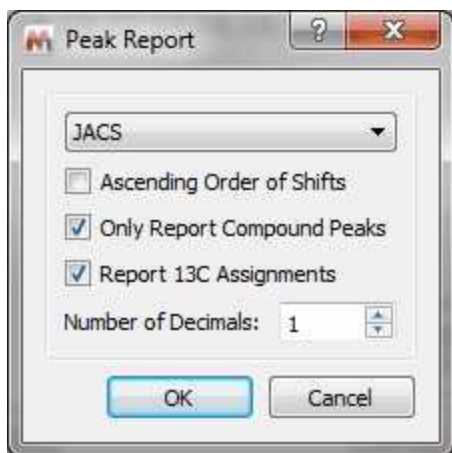 Peak Report
JACS
Ascending Order of Shifts
Only Report Compound Peaks
Report 13C Assignments
Number of Decimals: 1
OK Cancel